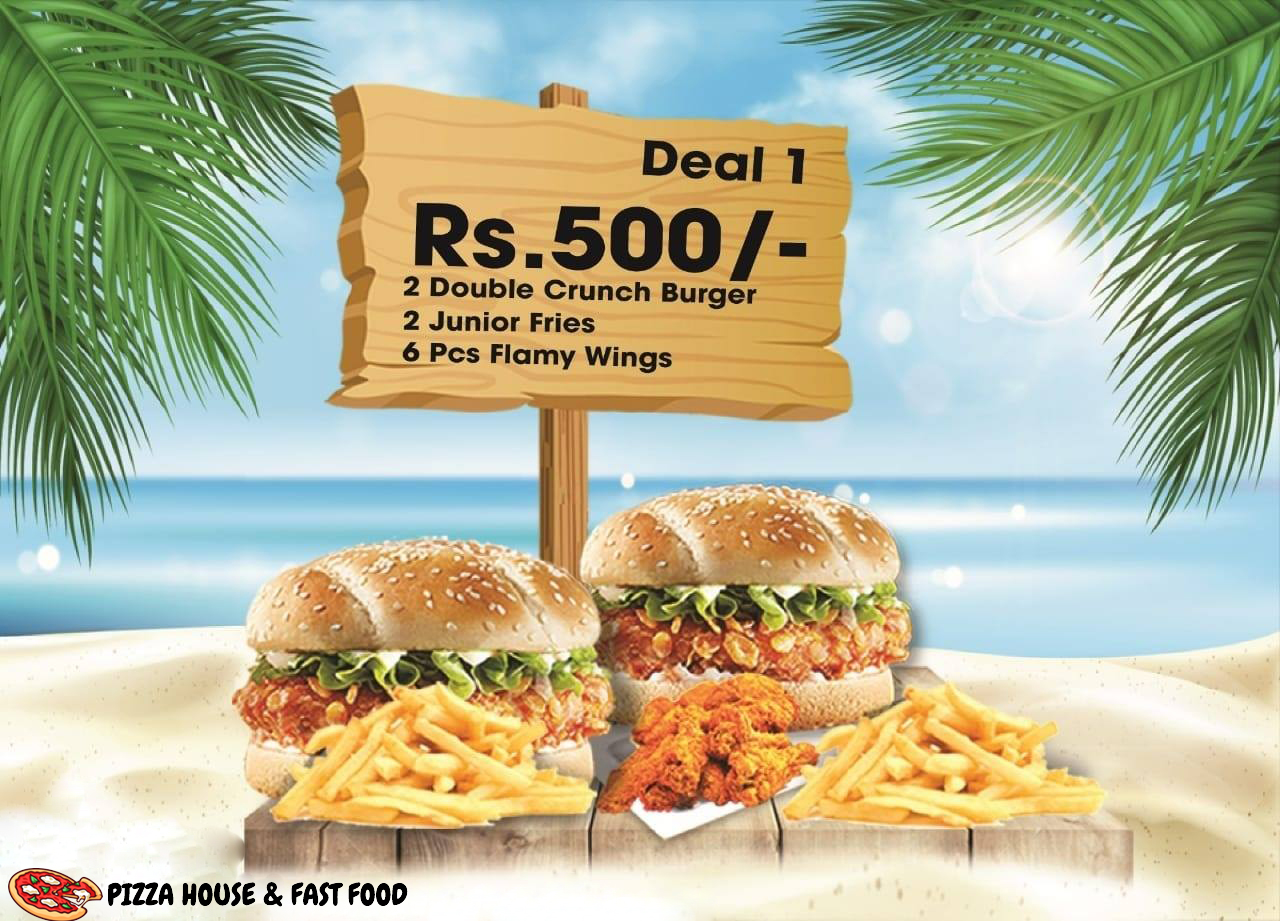 Deal 1
Rs.500/-
2 Double Crunch Burger
2 Junior Fries
6 Pcs Flamy Wings
PIZZA HOUSE & FAST FOOD